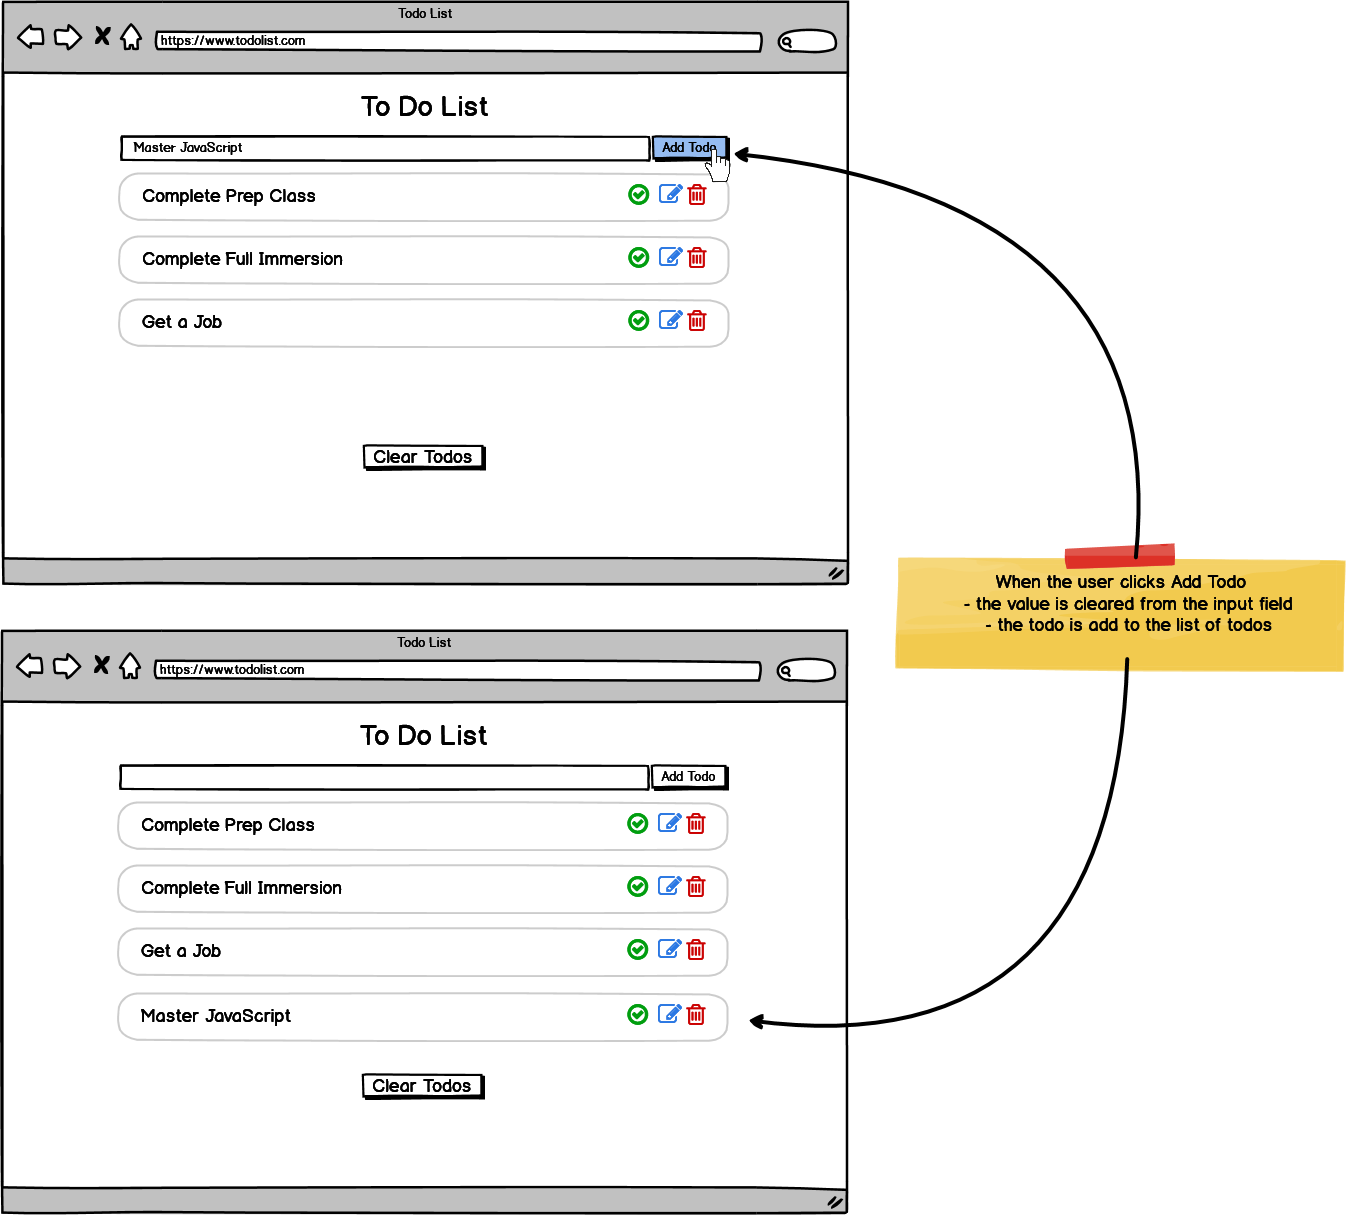 Todo List
https://www.todolist.com
To Do List
Master JavaScript
Add Todo
Complete Prep Class
Complete Full Immersion
Get a Job
Clear Todos
When the user clicks Add Todo
- the value is cleared from the input field
- the todo is add to the list of todos
Todo List
https://www.todolist.com
To Do List
Add Todo
Complete Prep Class
Complete Full Immersion
Get a Job
Master JavaScript
Clear Todos